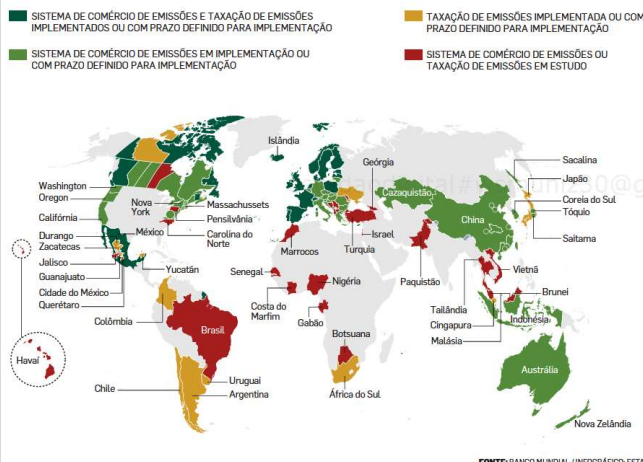 SISTEMA DE COMÉRCIO DE EMISSÕES E TAXAÇÃO DE EMISSÕES
IMPLEMENTADOS OU COM PRAZO DEFINIDO PARA IMPLEMENTAÇÃO
TAXAÇÃO DE EMISSÕES IMPLEMENTADA OU COM
PRAZO DEFINIDO PARA IMPLEMENTAÇÃO
SISTEMA DE COMÉRCIO DE EMISSÕES EM IMPLEMENTAÇÃO OU
COM PRAZO DEFINIDO PARA IMPLEMENTAÇÃO
SISTEMA DE COMÉRCIO DE EMISSÕES OU
TAXAÇÃO DE EMISSÕES EM ESTUDO
Islândia
Washington
Oregon
Califórnia
Durango
Zacatecas
Jalisco
Guanajuato
Cidade do México
Querétaro
México
Nova
York
Massachussets
Pensilvânia
Carolina do
Norte
Yucatán
Havaí
Colômbia
Brasil
Chile
Uruguai
Argentina
Senegal
Costa do
Marfim
Gabão
Nigéria
Botsuana
África do Sul
Marrocos
Turquia
Israel
Geórgia
Cazaquistão
China
Paquistão
Sacalina
Japão
Coreia do Sul
Tóquio
Saitama
Vietnã
Brunei
Tailândia
Cingapura
Malásia
Indonésia
Austrália
Nova Zelândia
FONTE: BANCO MUNDIAL / INFOGRÁFICO: ESTA